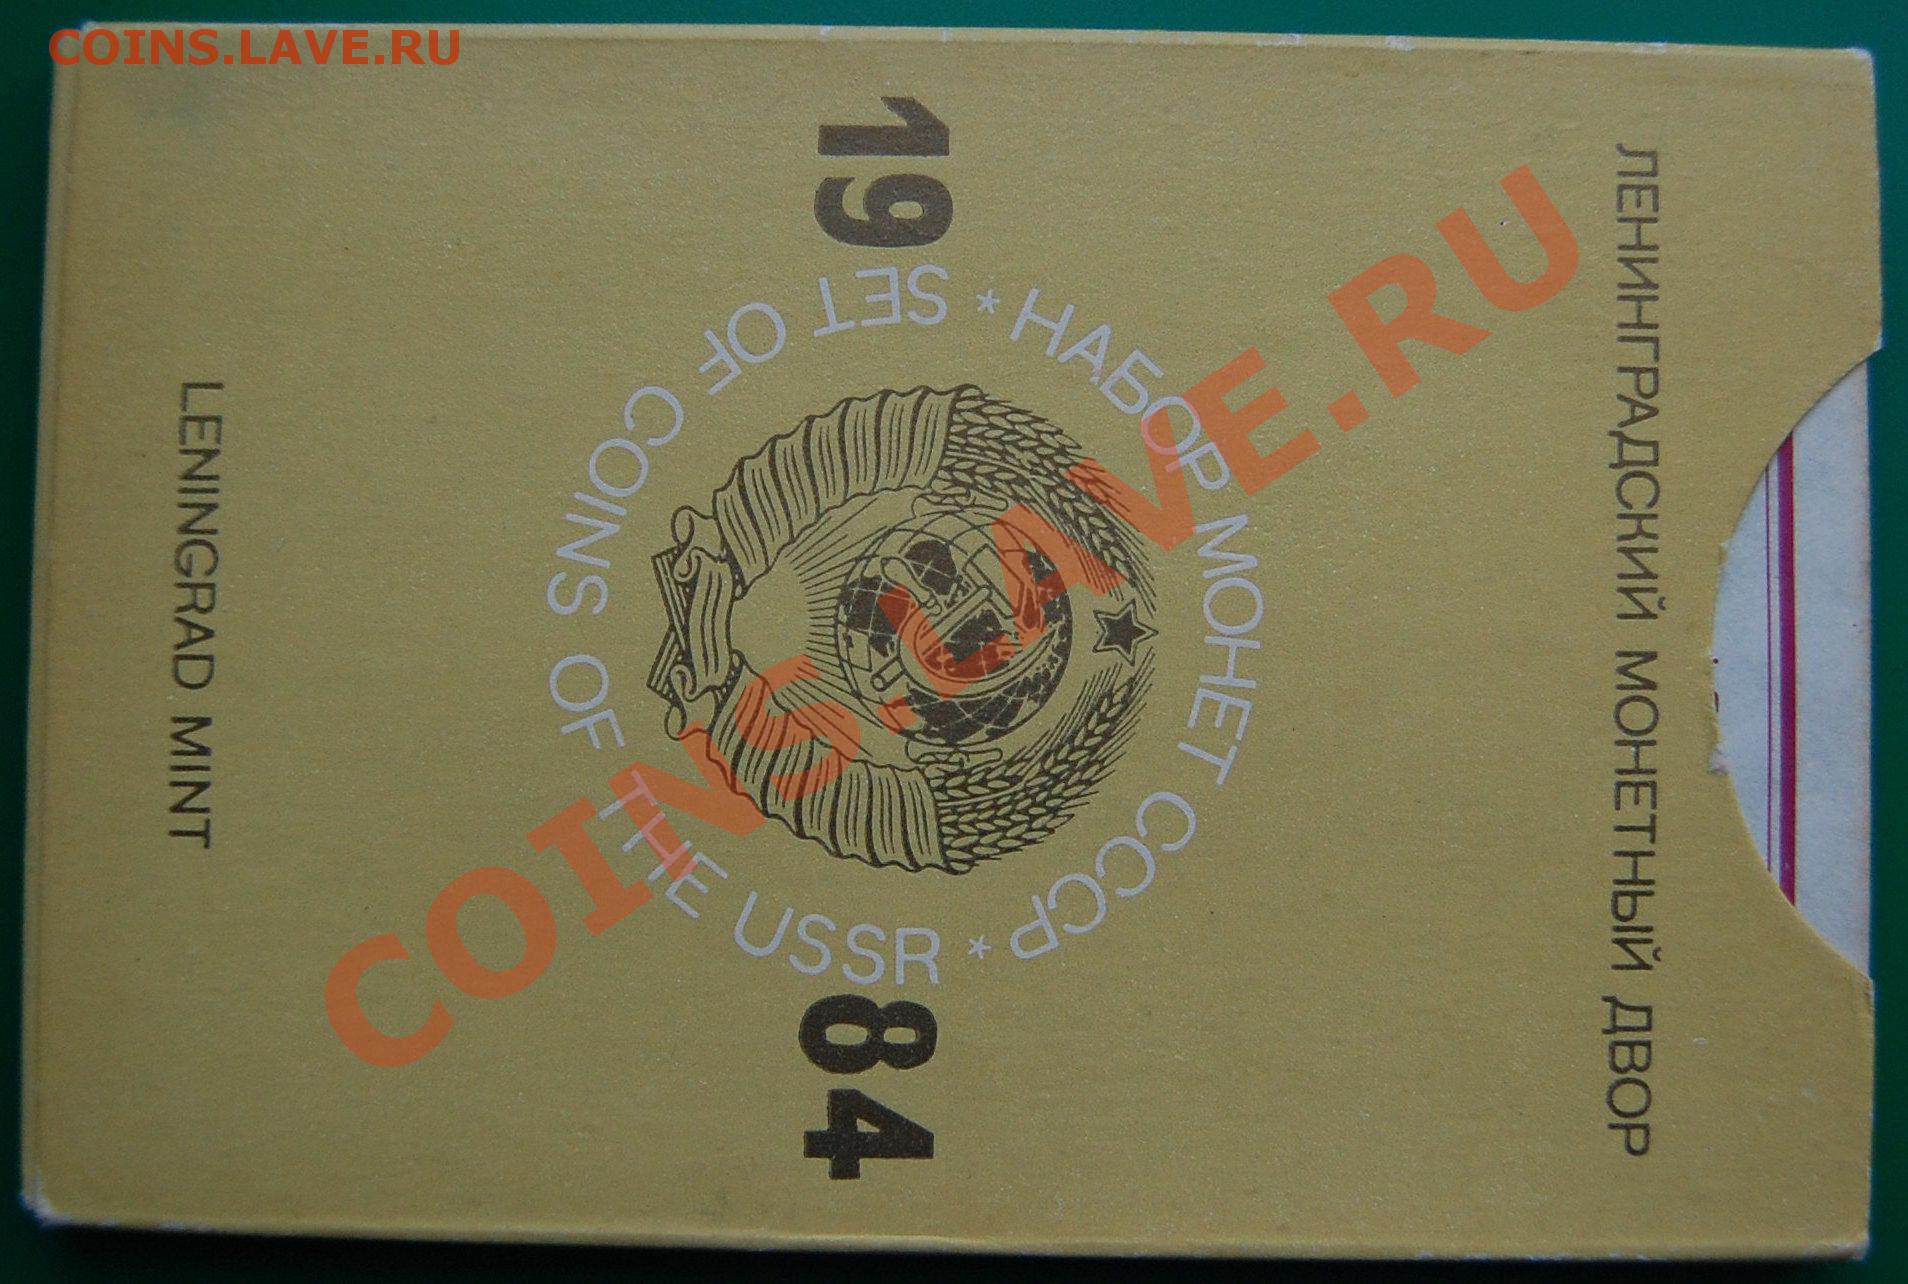 COINS.LAVE.RU
ЛЕНИНГРАДСКИЙ МОНЕТНЫЙ ДВОР
НАБОР МОНЕТ СССР
19 84
* SET OF COINS OF THE USSR *
LENINGRAD MINT
COINS.LAVE.RU